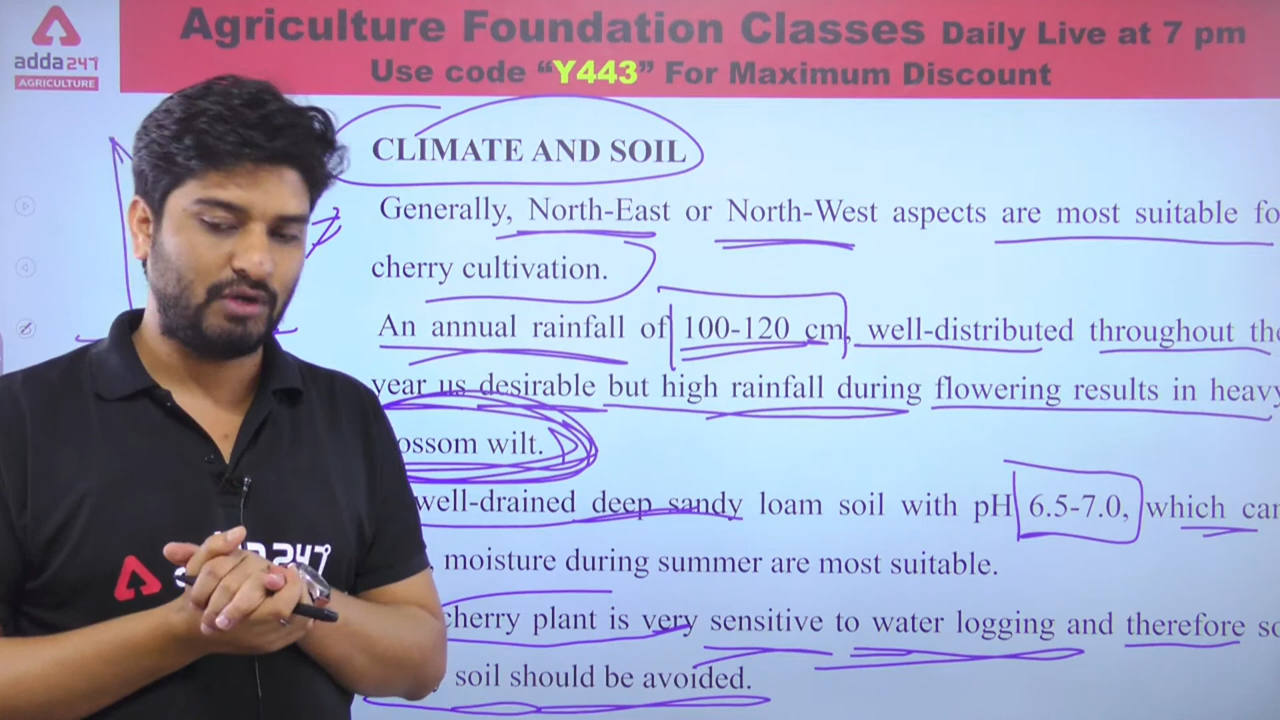 Agriculture Foundation Classes Daily Live at 7 pm
Use code “Y443” For Maximum Discount
adda247
AGRICULTURE
CLIMATE AND SOIL
Generally, North-East or North-West aspects are most suitable fo
cherry cultivation.
An annual rainfall of 100-120 cm, well-distributed throughout the
year us desirable but high rainfall during flowering results in heavy
ossom wilt.
well-drained deep sandy loam soil with pH 6.5-7.0, which can
moisture during summer are most suitable.
cherry plant is very sensitive to water logging and therefore so
soil should be avoided.
247